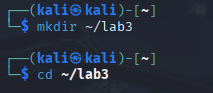 ┌──(kali㉿kali)-[~]
└─$ mkdir ~/lab3
┌──(kali㉿kali)-[~]
└─$ cd ~/lab3